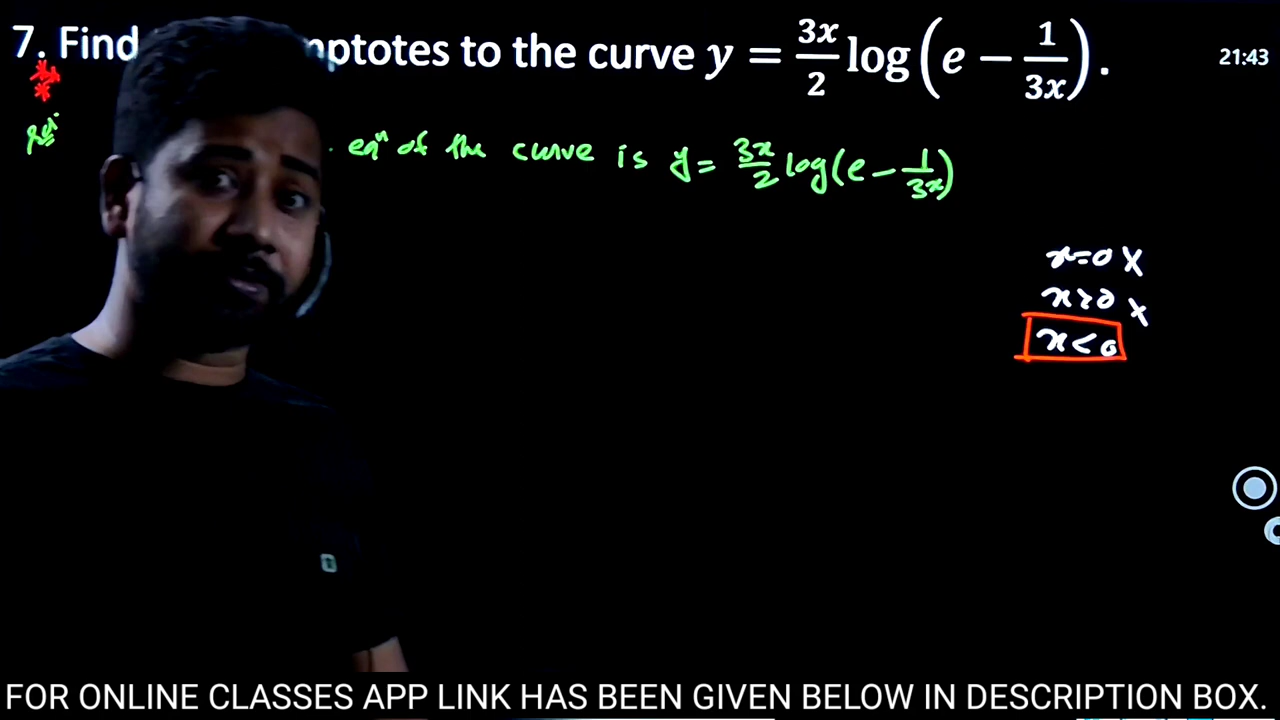 7. Find mptotes to the curve y = 3x/2 log(e − 1/3x).
21:43
eqⁿ of the curve is y = 3x/2 log(e − 1/3x)
x=0 X
x>0 X
x<0
FOR ONLINE CLASSES APP LINK HAS BEEN GIVEN BELOW IN DESCRIPTION BOX.